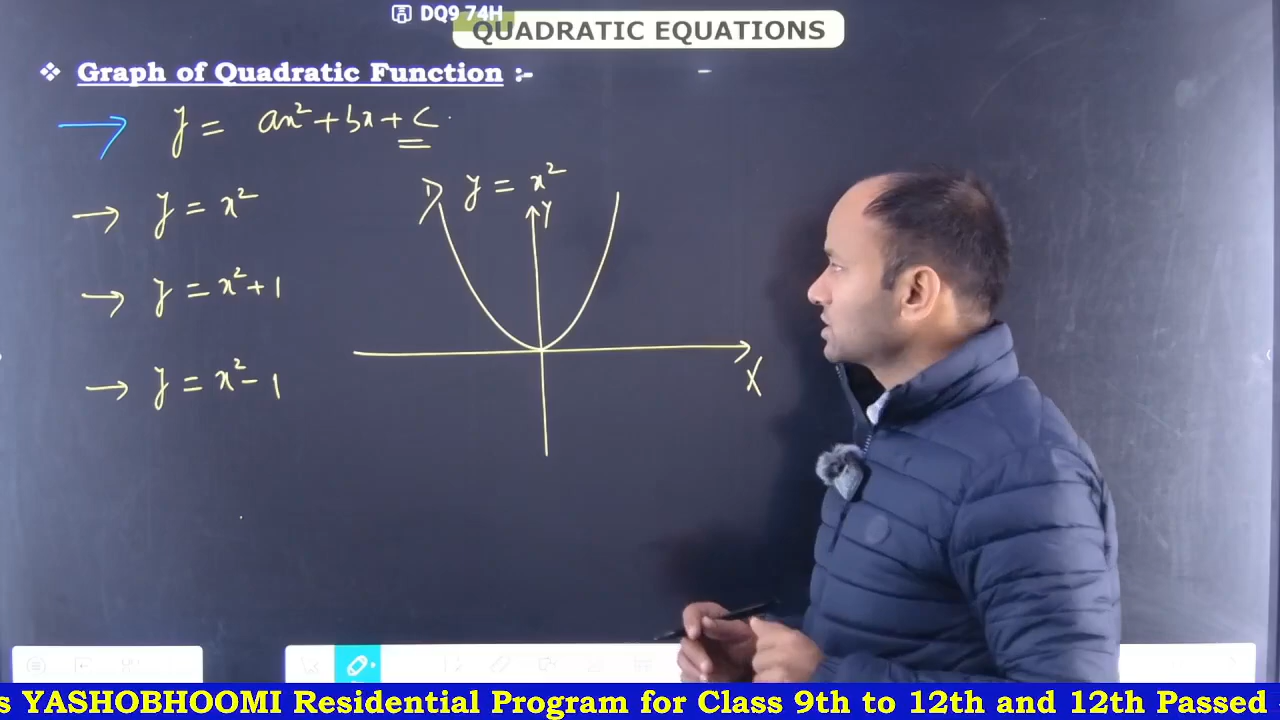 DQ9 74H
QUADRATIC EQUATIONS
❖ Graph of Quadratic Function :-
→ y = ax² + bx + c
→ y = x²
1) y = x²
Y
→ y = x² + 1
X
→ y = x² - 1
s YASHOBHOOMI Residential Program for Class 9th to 12th and 12th Passed